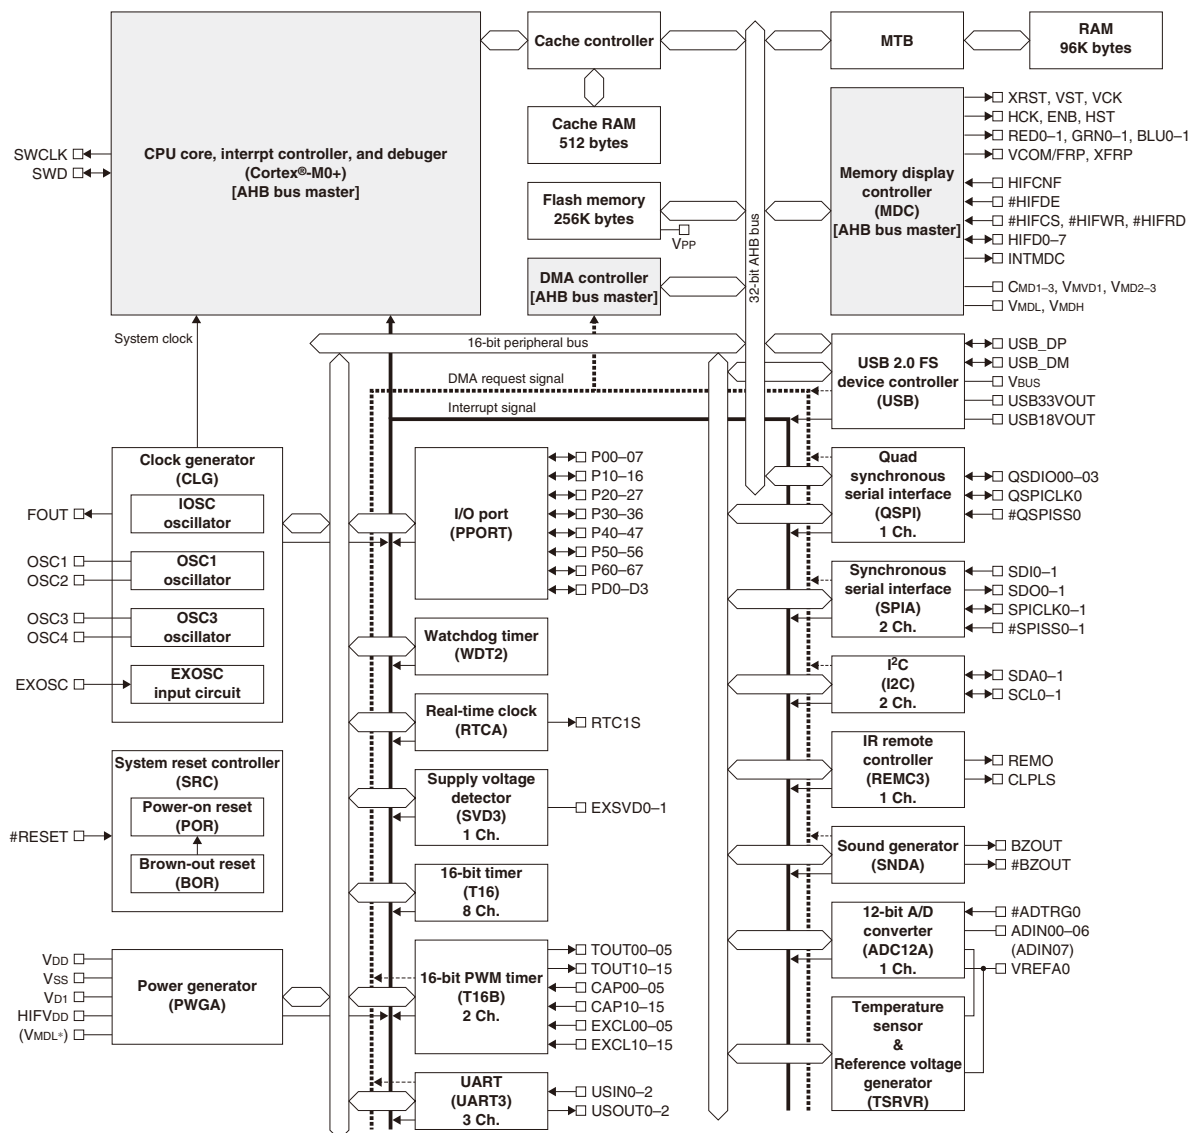 CPU core, interrpt controller, and debuger
(Cortex®-M0+)
[AHB bus master]
SWCLK
SWD
Cache controller
Cache RAM
512 bytes
Flash memory
256K bytes
VPP
DMA controller
[AHB bus master]
32-bit AHB bus
MTB
RAM
96K bytes
Memory display
controller
(MDC)
[AHB bus master]
XRST, VST, VCK
HCK, ENB, HST
RED0–1, GRN0–1, BLU0–1
VCOM/FRP, XFRP
HIFCNF
#HIFDE
#HIFCS, #HIFWR, #HIFRD
HIFD0–7
INTMDC
CMD1–3, VMVD1, VMD2–3
VMDL, VMDH
System clock
16-bit peripheral bus
DMA request signal
Interrupt signal
USB 2.0 FS
device controller
(USB)
USB_DP
USB_DM
VBUS
USB33VOUT
USB18VOUT
Clock generator
(CLG)
IOSC
oscillator
OSC1
oscillator
OSC3
oscillator
EXOSC
input circuit
FOUT
OSC1
OSC2
OSC3
OSC4
EXOSC
I/O port
(PPORT)
P00–07
P10–16
P20–27
P30–36
P40–47
P50–56
P60–67
PD0–D3
Quad
synchronous
serial interface
(QSPI)
1 Ch.
QSDIO00–03
QSPICLK0
#QSPISS0
Synchronous
serial interface
(SPIA)
2 Ch.
SDI0–1
SDO0–1
SPICLK0–1
#SPISS0–1
Watchdog timer
(WDT2)
I2C
(I2C)
2 Ch.
SDA0–1
SCL0–1
Real-time clock
(RTCA)
RTC1S
IR remote
controller
(REMC3)
1 Ch.
REMO
CLPLS
System reset controller
(SRC)
Power-on reset
(POR)
Brown-out reset
(BOR)
#RESET
Supply voltage
detector
(SVD3)
1 Ch.
EXSVD0–1
Sound generator
(SNDA)
BZOUT
#BZOUT
16-bit timer
(T16)
8 Ch.
12-bit A/D
converter
(ADC12A)
1 Ch.
#ADTRG0
ADIN00–06
(ADIN07)
VREFA0
Power generator
(PWGA)
VDD
VSS
VD1
HIFVDD
(VMDL*)
16-bit PWM timer
(T16B)
2 Ch.
TOUT00–05
TOUT10–15
CAP00–05
CAP10–15
EXCL00–05
EXCL10–15
Temperature
sensor
&
Reference voltage
generator
(TSRVR)
UART
(UART3)
3 Ch.
USIN0–2
USOUT0–2